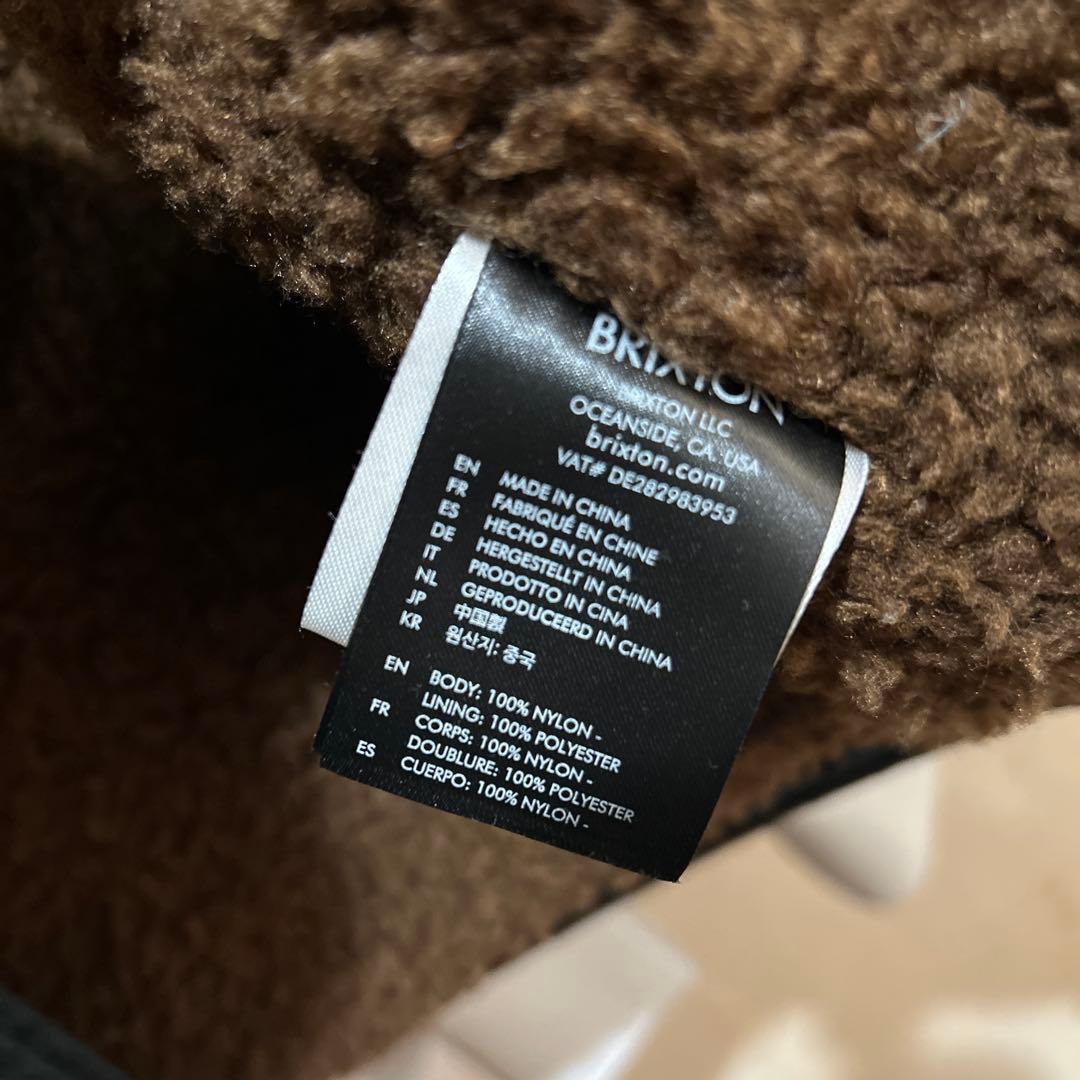 BRIXTON
BRIXTON LLC
OCEANSIDE, CA. USA
brixton.com
VAT# DE282983953
EN MADE IN CHINA
FR FABRIQUÉ EN CHINE
ES HECHO EN CHINA
DE HERGESTELLT IN CHINA
IT PRODOTTO IN CINA
NL GEPRODUCEERD IN CHINA
JP 中国製
KR 원산지: 중국
EN BODY: 100% NYLON -
LINING: 100% POLYESTER
FR CORPS: 100% NYLON -
DOUBLURE: 100% POLYESTER
ES CUERPO: 100% NYLON -